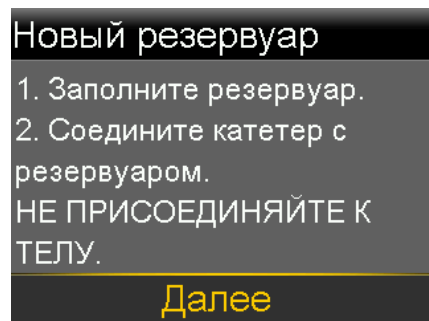 Новый резервуар
1. Заполните резервуар.
2. Соедините катетер с
резервуаром.
НЕ ПРИСОЕДИНЯЙТЕ К
ТЕЛУ.
Далее